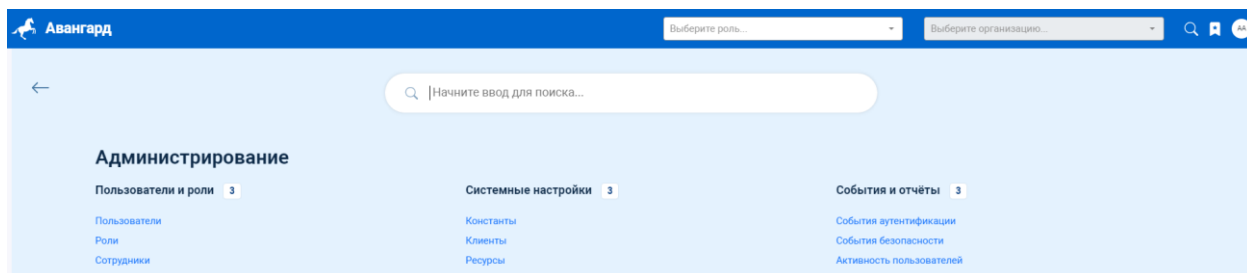 Авангард
Выберите роль...
Выберите организацию...
АА
Начните ввод для поиска...
Администрирование
Пользователи и роли 3
Системные настройки 3
События и отчёты 3
Пользователи
Константы
События аутентификации
Роли
Клиенты
События безопасности
Сотрудники
Ресурсы
Активность пользователей